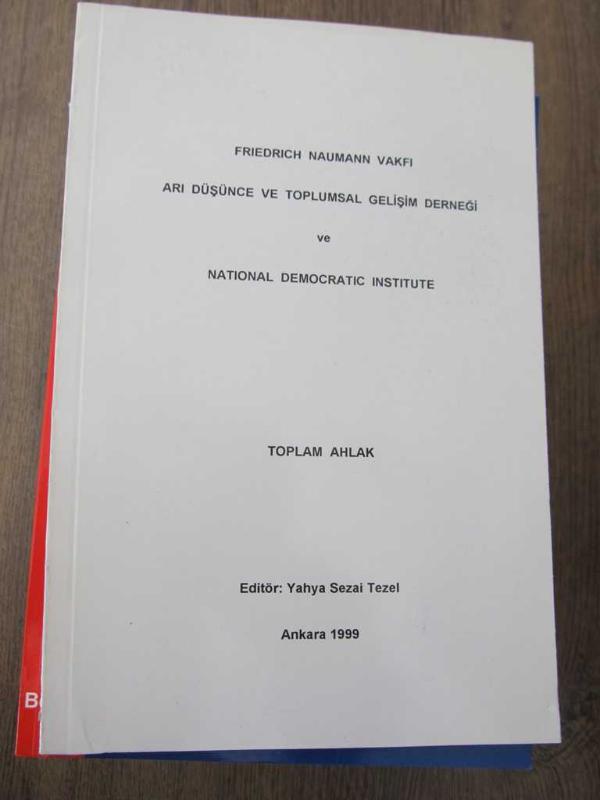 FRIEDRICH NAUMANN VAKFI
ARI DÜŞÜNCE VE TOPLUMSAL GELİŞİM DERNEĞİ
ve
NATIONAL DEMOCRATIC INSTITUTE
TOPLAM AHLAK
Editör: Yahya Sezai Tezel
Ankara 1999